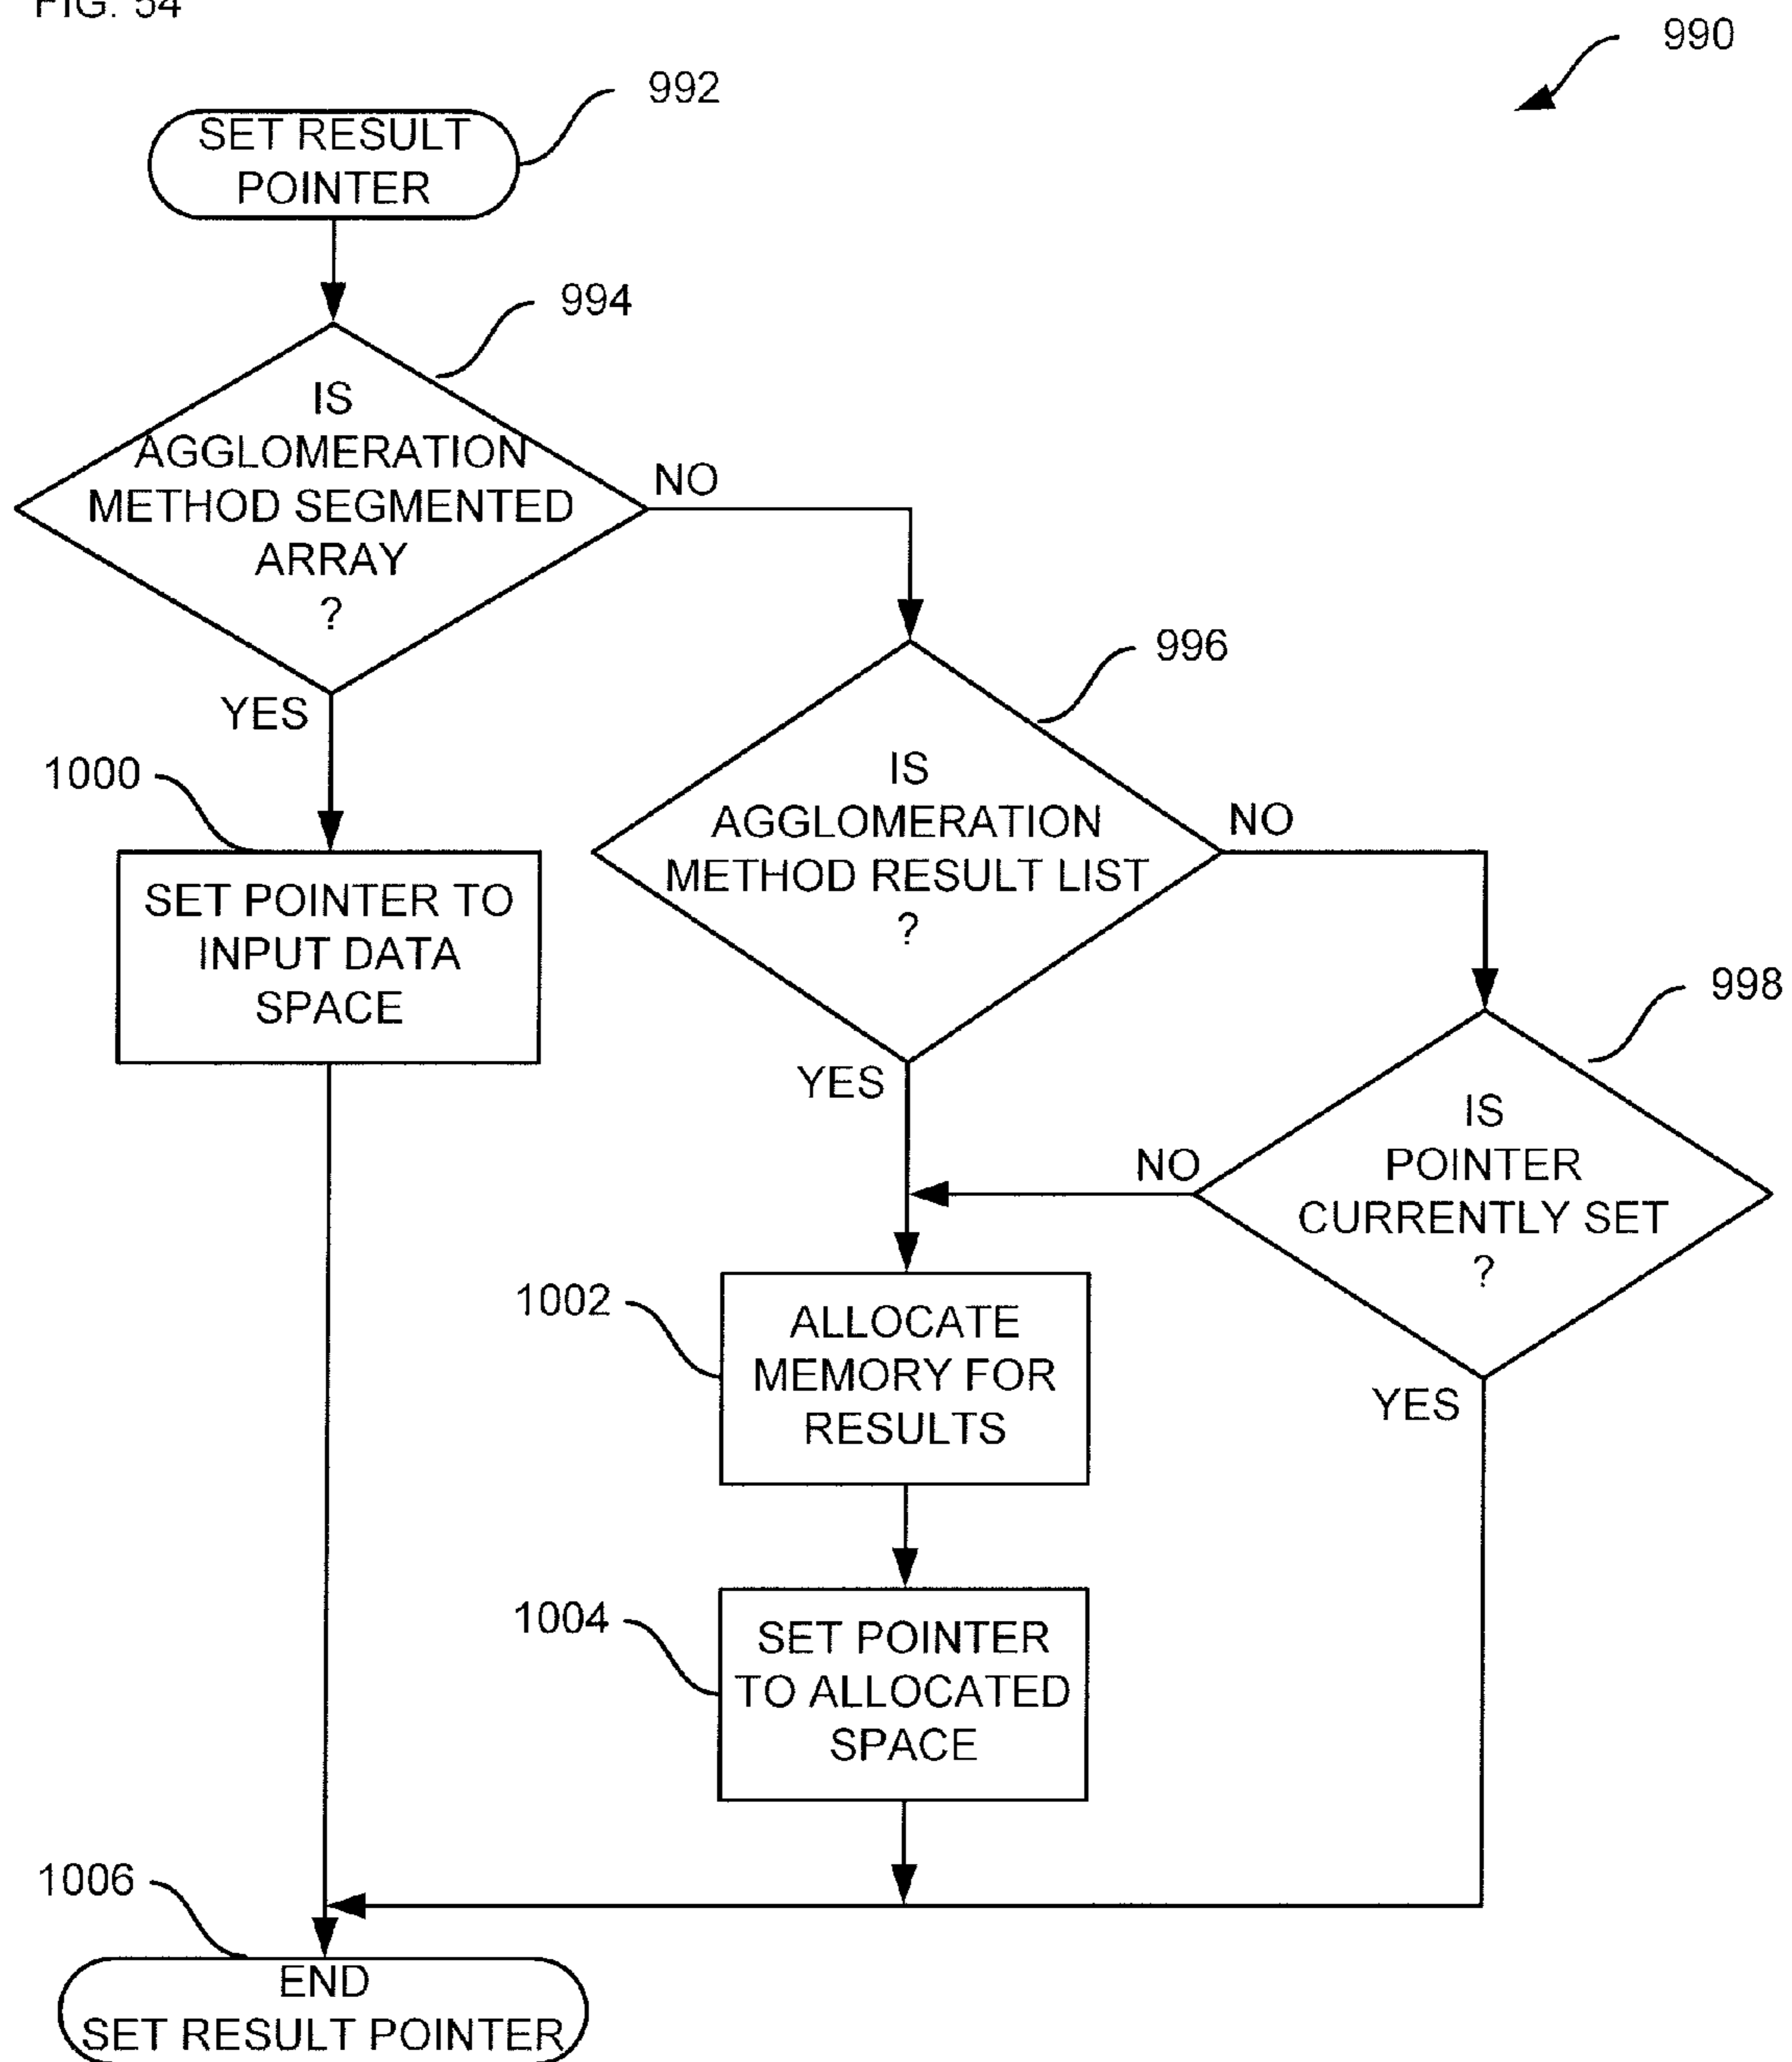 FIG. 54
990
992
SET RESULT
POINTER
994
IS
AGGLOMERATION
METHOD SEGMENTED
ARRAY
?
NO
YES
996
IS
AGGLOMERATION
METHOD RESULT LIST
?
NO
YES
998
IS
POINTER
CURRENTLY SET
?
NO
YES
1000
SET POINTER TO
INPUT DATA
SPACE
1002
ALLOCATE
MEMORY FOR
RESULTS
1004
SET POINTER
TO ALLOCATED
SPACE
1006
END
SET RESULT POINTER